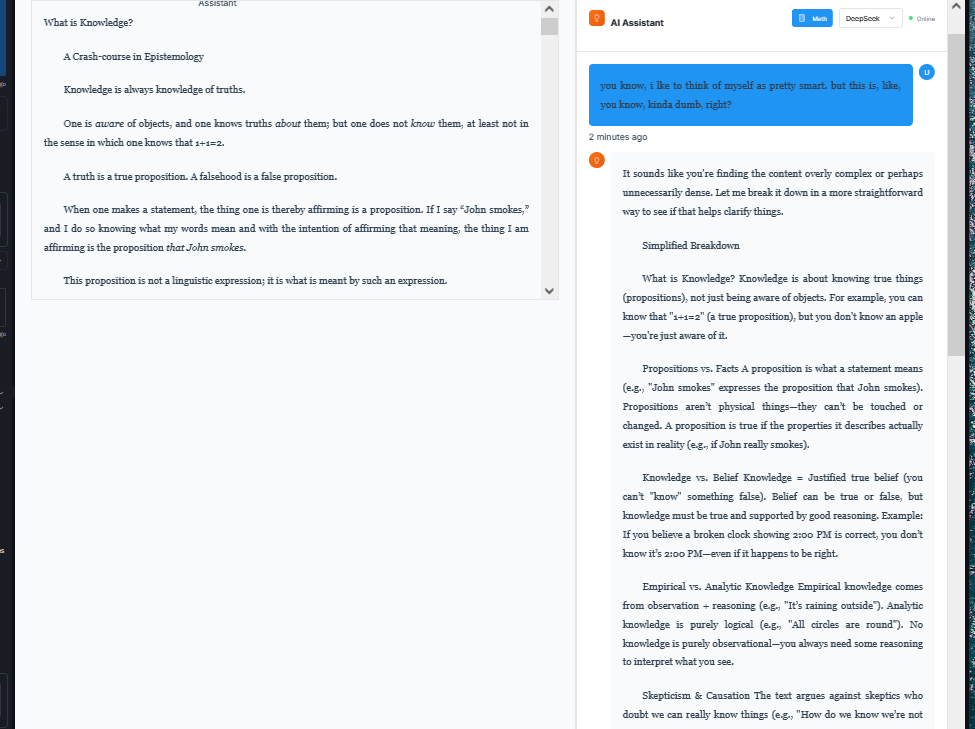 Assistant
What is Knowledge?
A Crash-course in Epistemology
Knowledge is always knowledge of truths.
One is aware of objects, and one knows truths about them; but one does not know them, at least not in
the sense in which one knows that 1+1=2.
A truth is a true proposition. A falsehood is a false proposition.
When one makes a statement, the thing one is thereby affirming is a proposition. If I say “John smokes,”
and I do so knowing what my words mean and with the intention of affirming that meaning, the thing I am
affirming is the proposition that John smokes.
This proposition is not a linguistic expression; it is what is meant by such an expression.
AI Assistant
Math
DeepSeek
Online
you know, i lke to think of myself as pretty smart. but this is, like,
you know, kinda dumb, right?
U
2 minutes ago
It sounds like you're finding the content overly complex or perhaps
unnecessarily dense. Let me break it down in a more straightforward
way to see if that helps clarify things.
Simplified Breakdown
What is Knowledge? Knowledge is about knowing true things
(propositions), not just being aware of objects. For example, you can
know that "1+1=2" (a true proposition), but you don't know an apple
—you're just aware of it.
Propositions vs. Facts A proposition is what a statement means
(e.g., "John smokes" expresses the proposition that John smokes).
Propositions aren't physical things—they can't be touched or
changed. A proposition is true if the properties it describes actually
exist in reality (e.g., if John really smokes).
Knowledge vs. Belief Knowledge = Justified true belief (you
can't "know" something false). Belief can be true or false, but
knowledge must be true and supported by good reasoning. Example:
If you believe a broken clock showing 2:00 PM is correct, you don't
know it's 2:00 PM—even if it happens to be right.
Empirical vs. Analytic Knowledge Empirical knowledge comes
from observation + reasoning (e.g., "It's raining outside"). Analytic
knowledge is purely logical (e.g., "All circles are round"). No
knowledge is purely observational—you always need some reasoning
to interpret what you see.
Skepticism & Causation The text argues against skeptics who
doubt we can really know things (e.g., "How do we know we're not